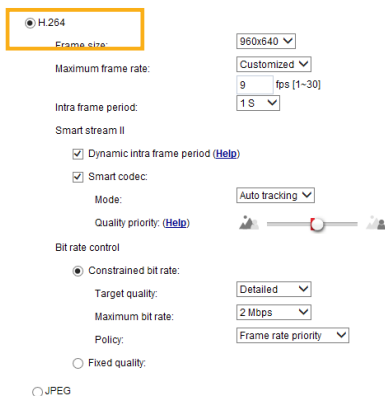 H.264
Frame size: 960x640
Maximum frame rate: Customized
9 fps [1~30]
Intra frame period: 1 S
Smart stream II
Dynamic intra frame period (Help)
Smart codec:
Mode: Auto tracking
Quality priority: (Help)
Bit rate control
Constrained bit rate:
Target quality: Detailed
Maximum bit rate: 2 Mbps
Policy: Frame rate priority
Fixed quality:
JPEG